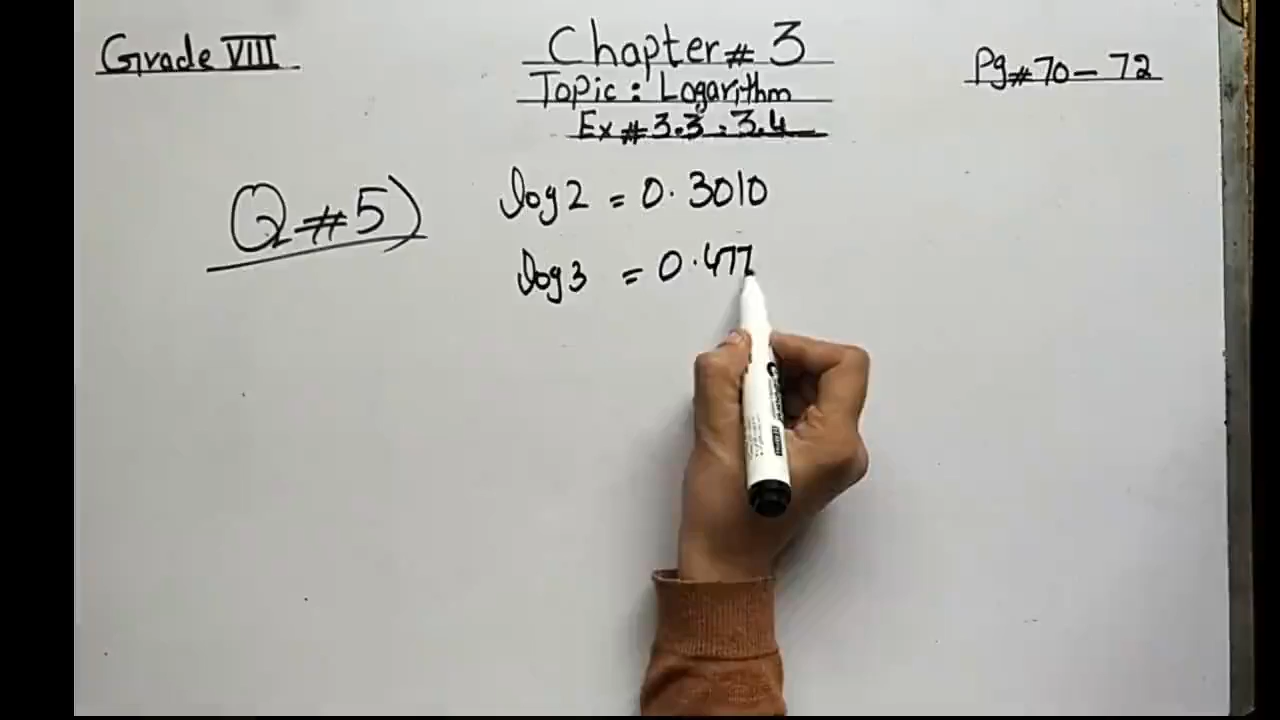 Grade VIII
Chapter # 3
Pg # 70 - 72
Topic : Logarithm
Ex # 3.3 , 3.4
Q # 5)
log 2 = 0.3010
log 3 = 0.477